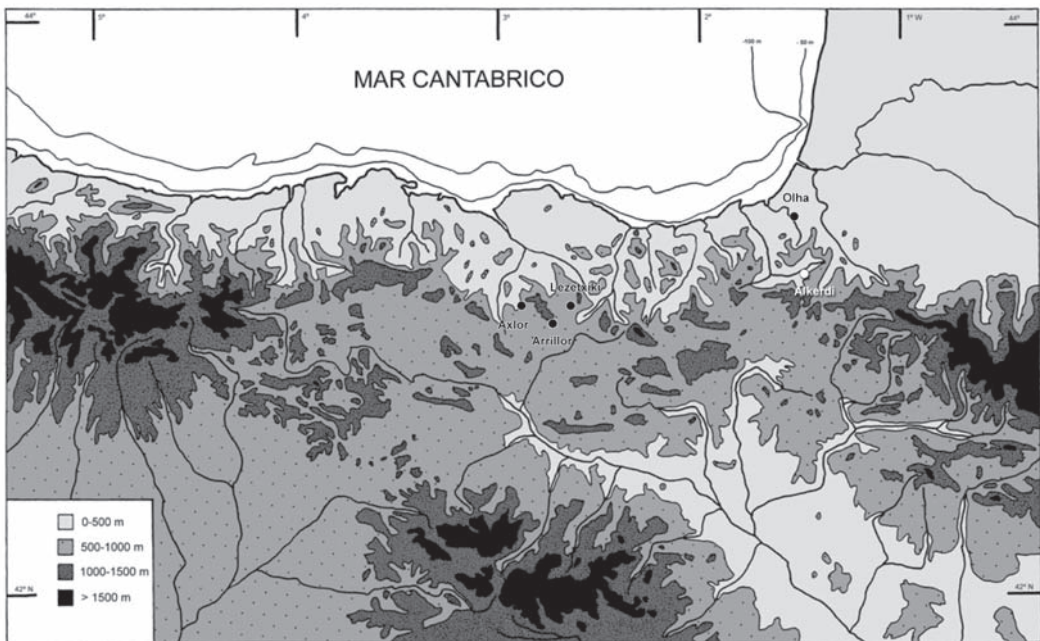 44° 5° 4° 3° 2° 1° W 44°
-100 m - 50 m
MAR CANTABRICO
Olha
Lezetxiki
Alkerdi
Axlor
Arrillor
0-500 m
500-1000 m
1000-1500 m
> 1500 m
42° N 42° N